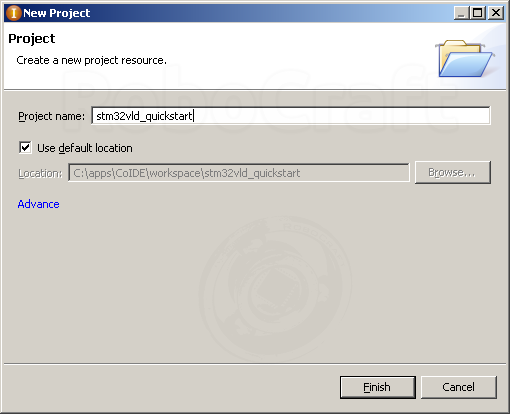 New Project
Project
Create a new project resource.
RoboCraft
Project name: stm32vld_quickstart
Use default location
Location: C:\apps\CoIDE\workspace\stm32vld_quickstart Browse...
Advance
Finish Cancel